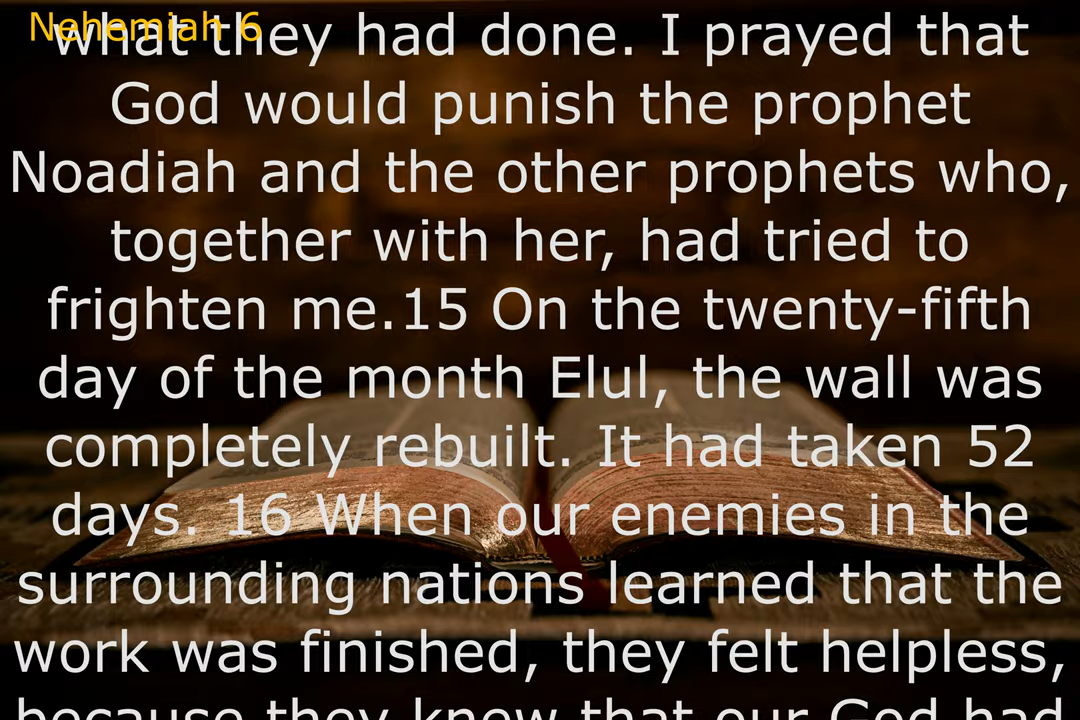 Nehemiah 6
what they had done. I prayed that
God would punish the prophet
Noadiah and the other prophets who,
together with her, had tried to
frighten me.15 On the twenty-fifth
day of the month Elul, the wall was
completely rebuilt. It had taken 52
days. 16 When our enemies in the
surrounding nations learned that the
work was finished, they felt helpless,
because they knew that our God had